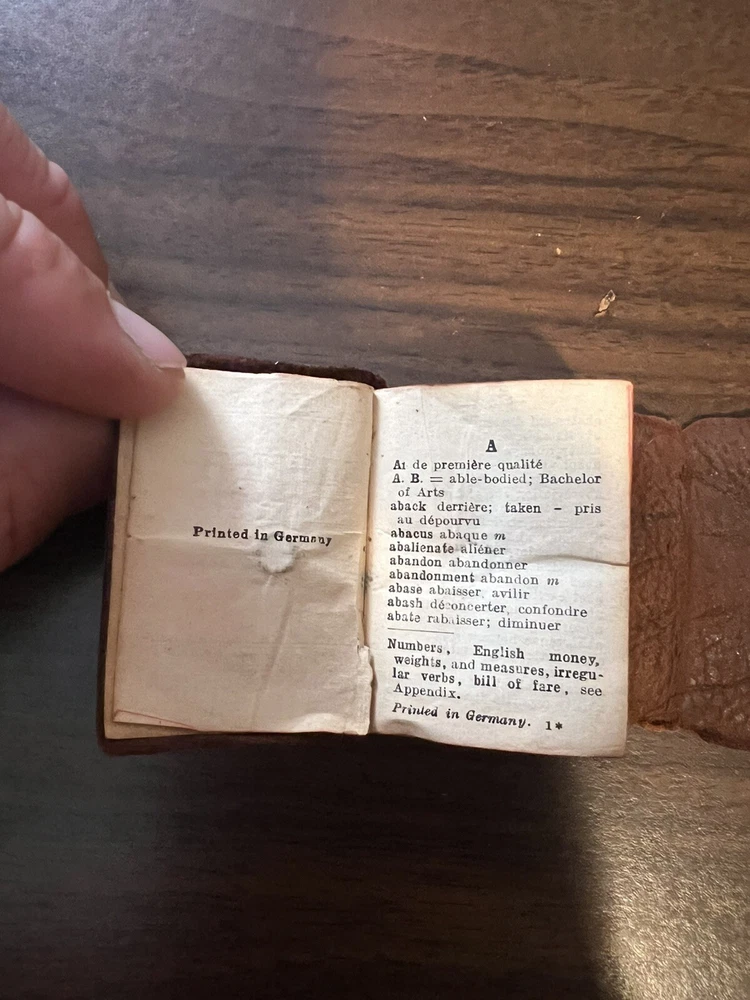 Printed in Germany
A
A1 de première qualité
A. B. = able-bodied; Bachelor
of Arts
aback derrière; taken – pris
au dépourvu
abacus abaque m
abalienate aliéner
abandon abandonner
abandonment abandon m
abase abaisser, avilir
abash déconcerter, confondre
abate rabaisser; diminuer
Numbers, English money,
weights, and measures, irregu-
lar verbs, bill of fare, see
Appendix.
Printed in Germany. 1*